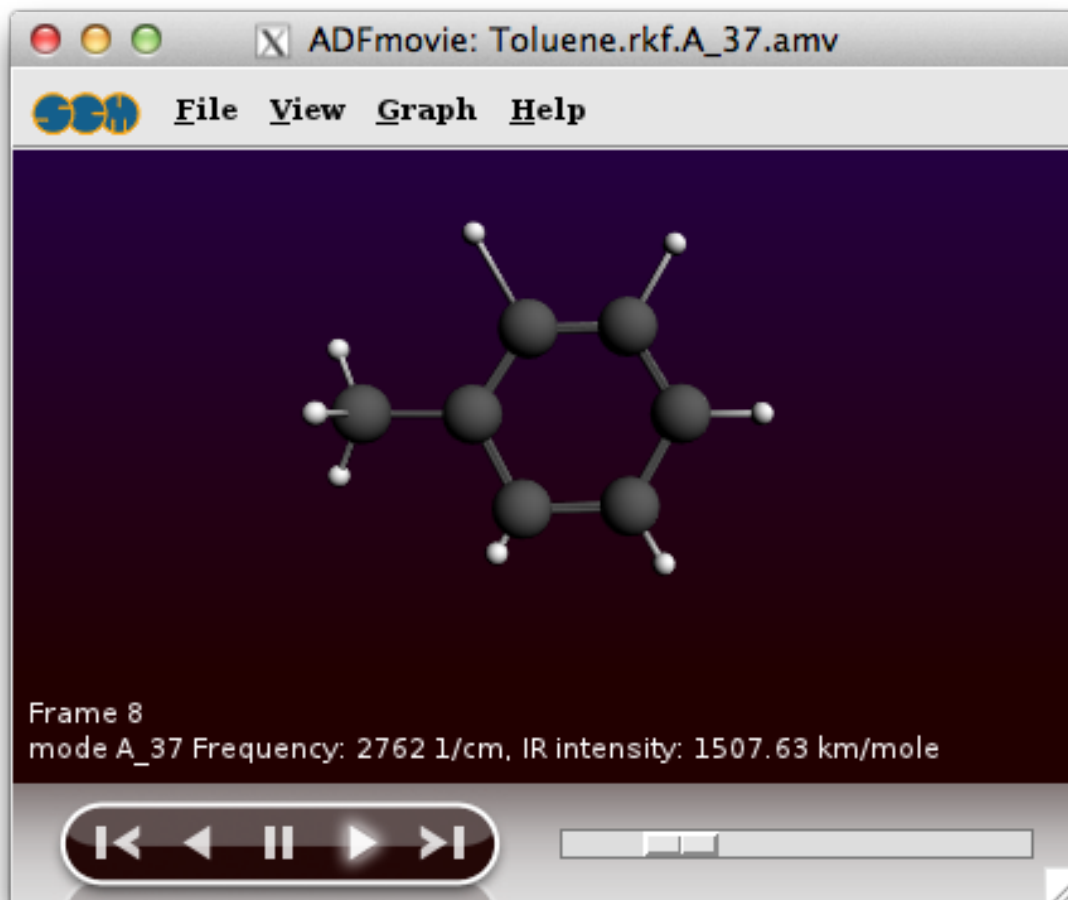 X ADFmovie: Toluene.rkf.A_37.amv
SCM File View Graph Help
Frame 8
mode A_37 Frequency: 2762 1/cm, IR intensity: 1507.63 km/mole